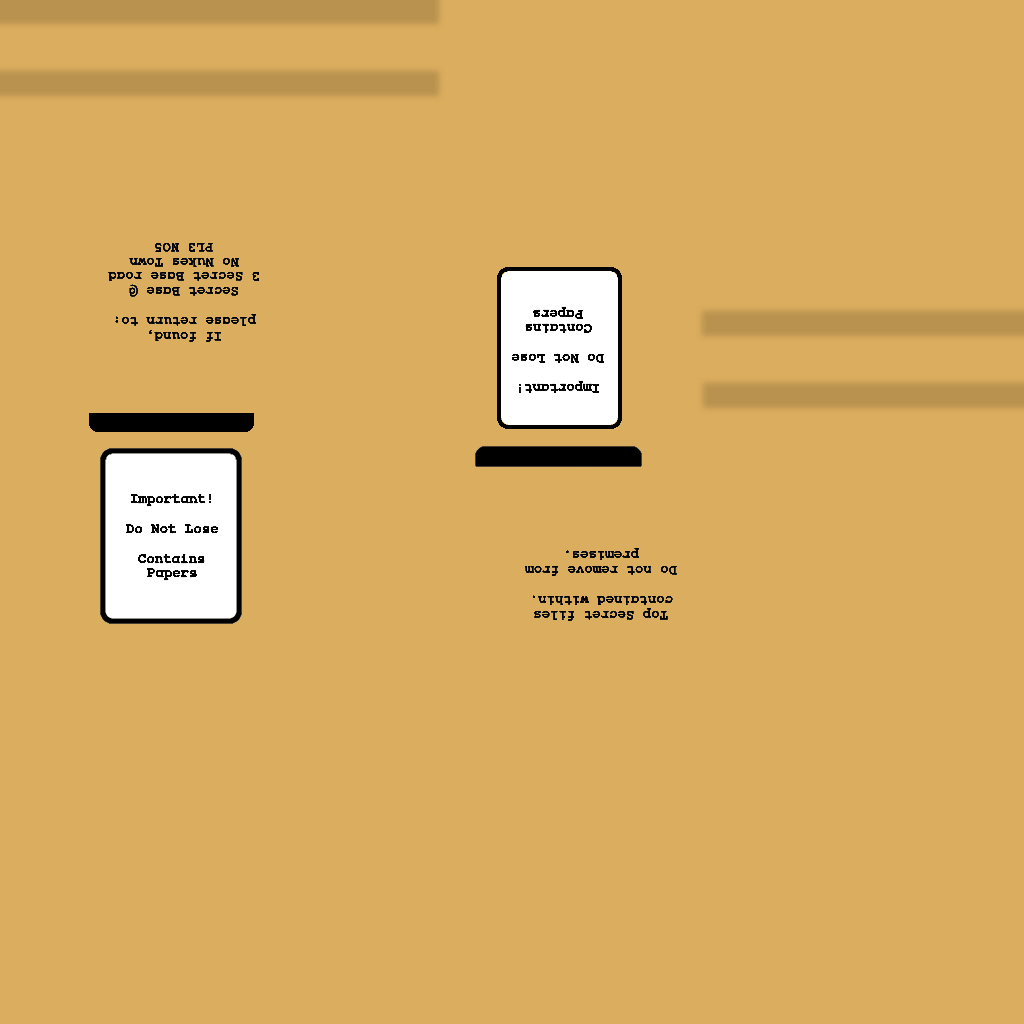 If found,
please return to:
Secret Base @
3 Secret Base road
No Nukes Town
PL3 NO5
Important!
Do Not Lose
Contains
Papers
Important!
Do Not Lose
Contains
Papers
Top Secret files
contained within.
Do not remove from
premises.